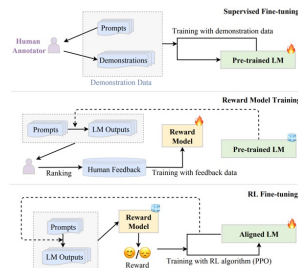 Supervised Fine-tuning
Human
Annotator
Prompts
Demonstrations
Demonstration Data
Training with demonstration data
Pre-trained LM
Reward Model Training
Prompts
LM Outputs
Reward
Model
Pre-trained LM
Ranking
Human Feedback
Training with feedback data
RL Fine-tuning
Prompts
LM Outputs
Reward
Model
Reward
Aligned LM
Training with RL algorithm (PPO)